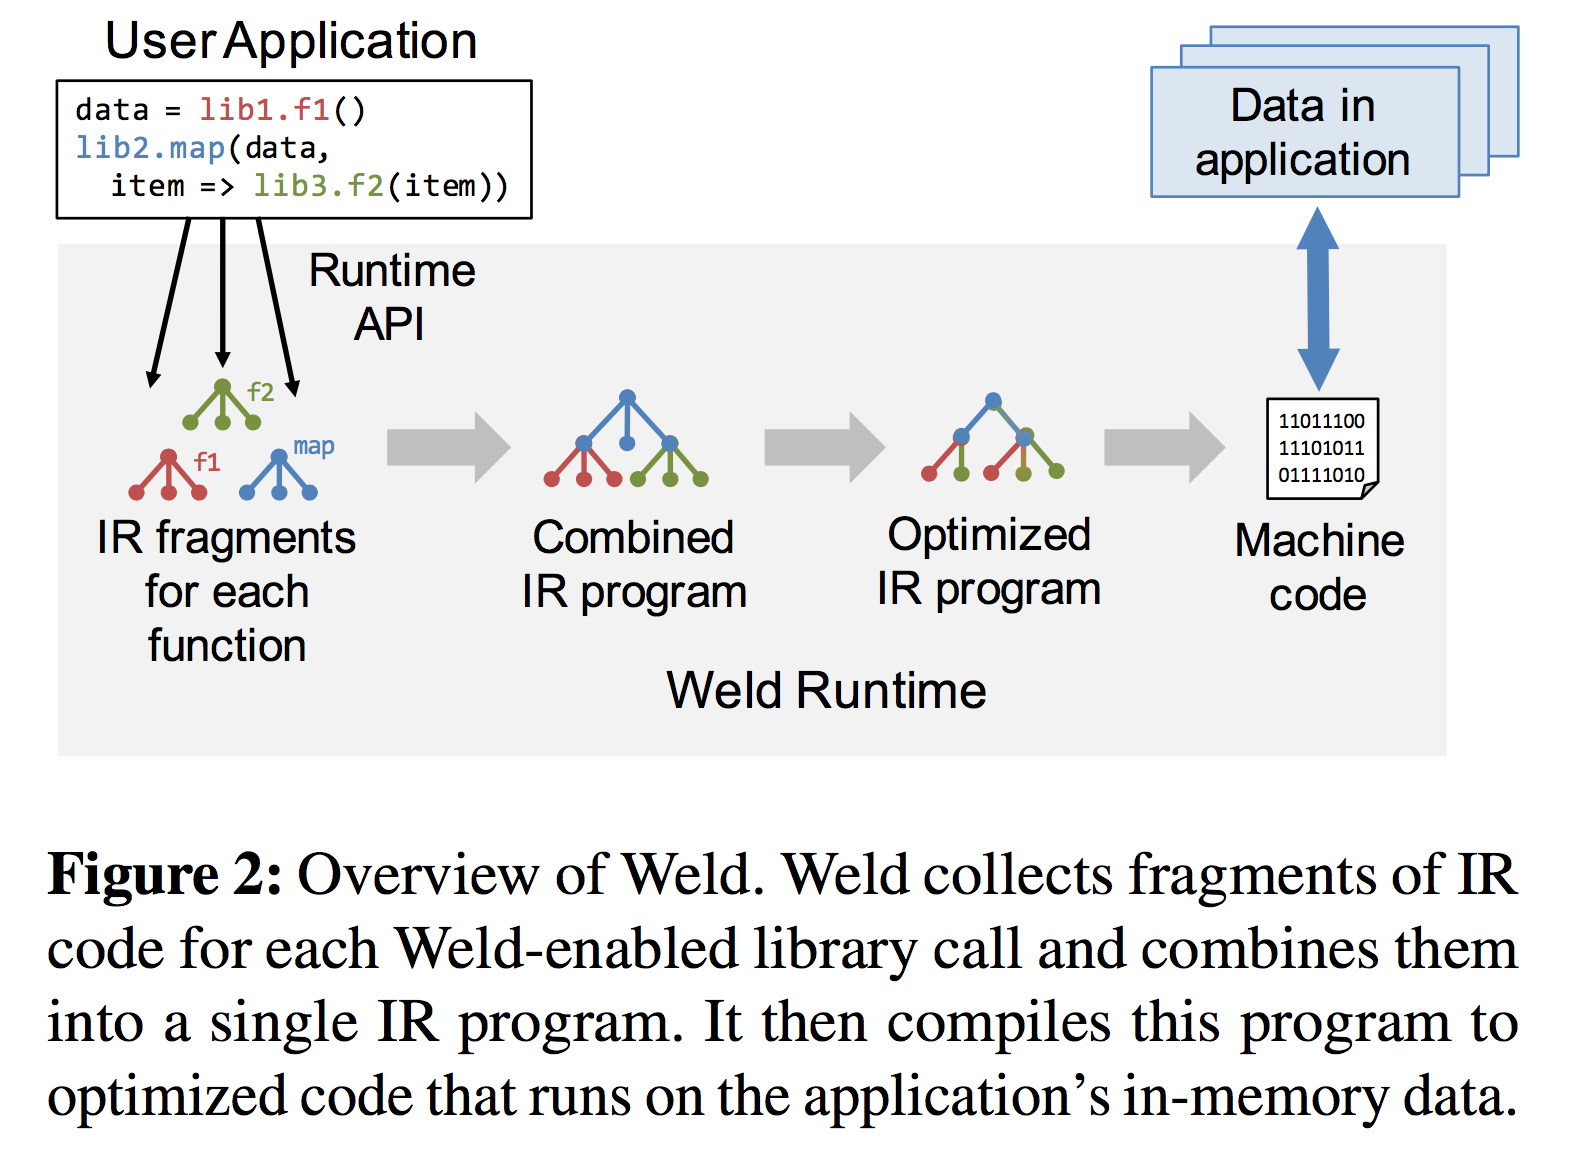 User Application
data = lib1.f1()
lib2.map(data,
item => lib3.f2(item))
Data in
application
Runtime
API
f2
f1
map
11011100
11101011
01111010
IR fragments
for each
function
Combined
IR program
Optimized
IR program
Machine
code
Weld Runtime
Figure 2: Overview of Weld. Weld collects fragments of IR
code for each Weld-enabled library call and combines them
into a single IR program. It then compiles this program to
optimized code that runs on the application’s in-memory data.